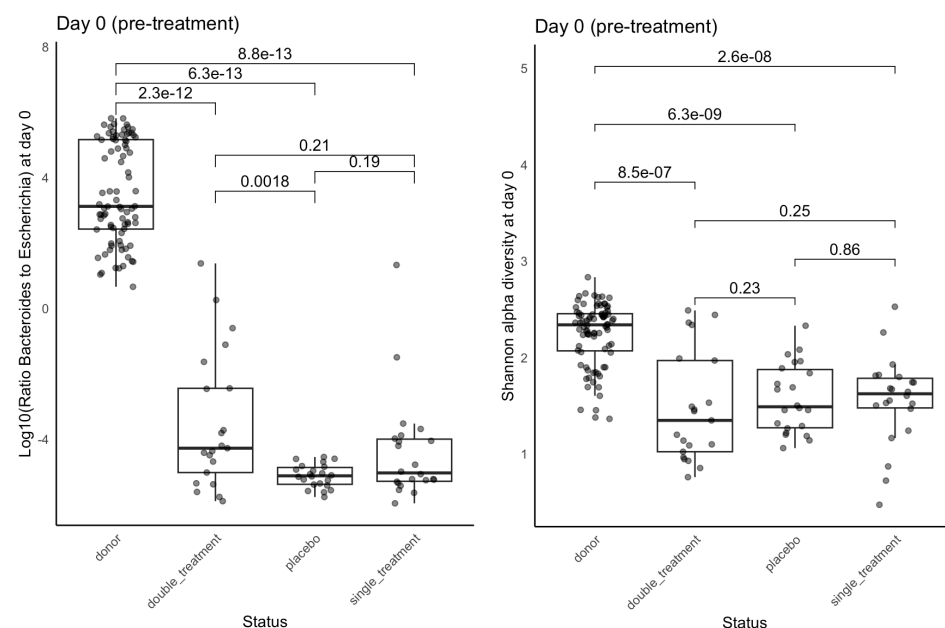 Day 0 (pre-treatment)
Log10(Ratio Bacteroides to Escherichia) at day 0
8
4
0
-4
8.8e-13
6.3e-13
2.3e-12
0.21
0.19
0.0018
donor
double_treatment
placebo
single_treatment
Status
Day 0 (pre-treatment)
Shannon alpha diversity at day 0
5
4
3
2
1
2.6e-08
6.3e-09
8.5e-07
0.25
0.86
0.23
donor
double_treatment
placebo
single_treatment
Status